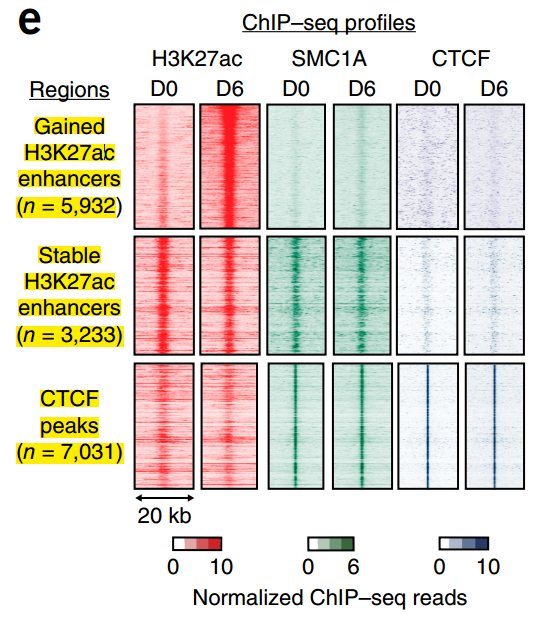 e
ChIP–seq profiles
H3K27ac SMC1A CTCF
Regions D0 D6 D0 D6 D0 D6
Gained
H3K27ac
enhancers
(n = 5,932)
Stable
H3K27ac
enhancers
(n = 3,233)
CTCF
peaks
(n = 7,031)
20 kb
0 10 0 6 0 10
Normalized ChIP–seq reads